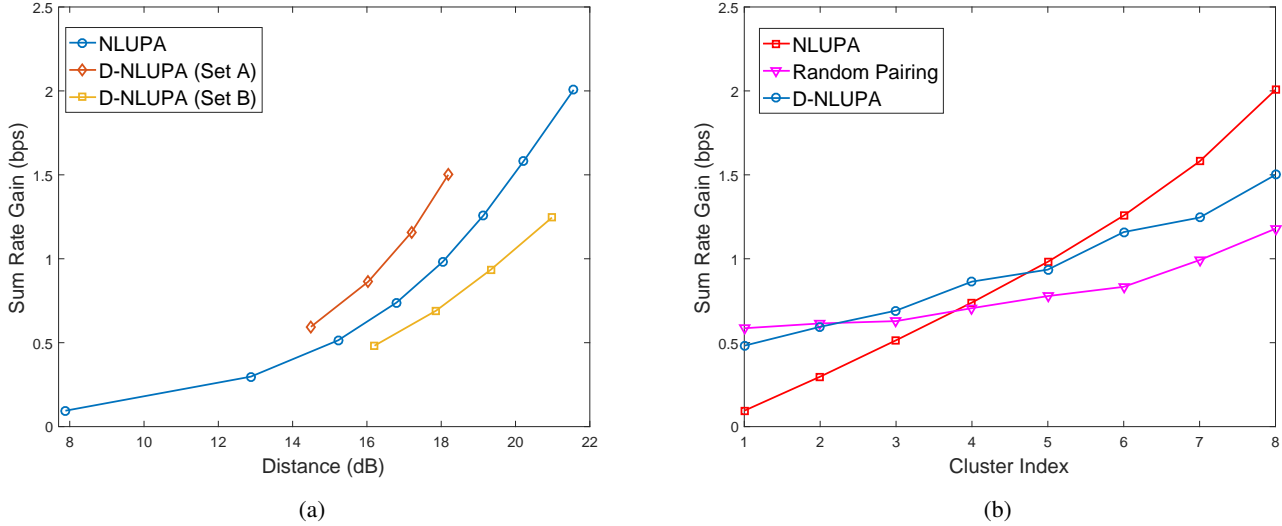 2.5
2
1.5
1
0.5
0
Sum Rate Gain (bps)
NLUPA
D-NLUPA (Set A)
D-NLUPA (Set B)
8 10 12 14 16 18 20 22
Distance (dB)
(a)
2.5
2
1.5
1
0.5
0
Sum Rate Gain (bps)
NLUPA
Random Pairing
D-NLUPA
1 2 3 4 5 6 7 8
Cluster Index
(b)